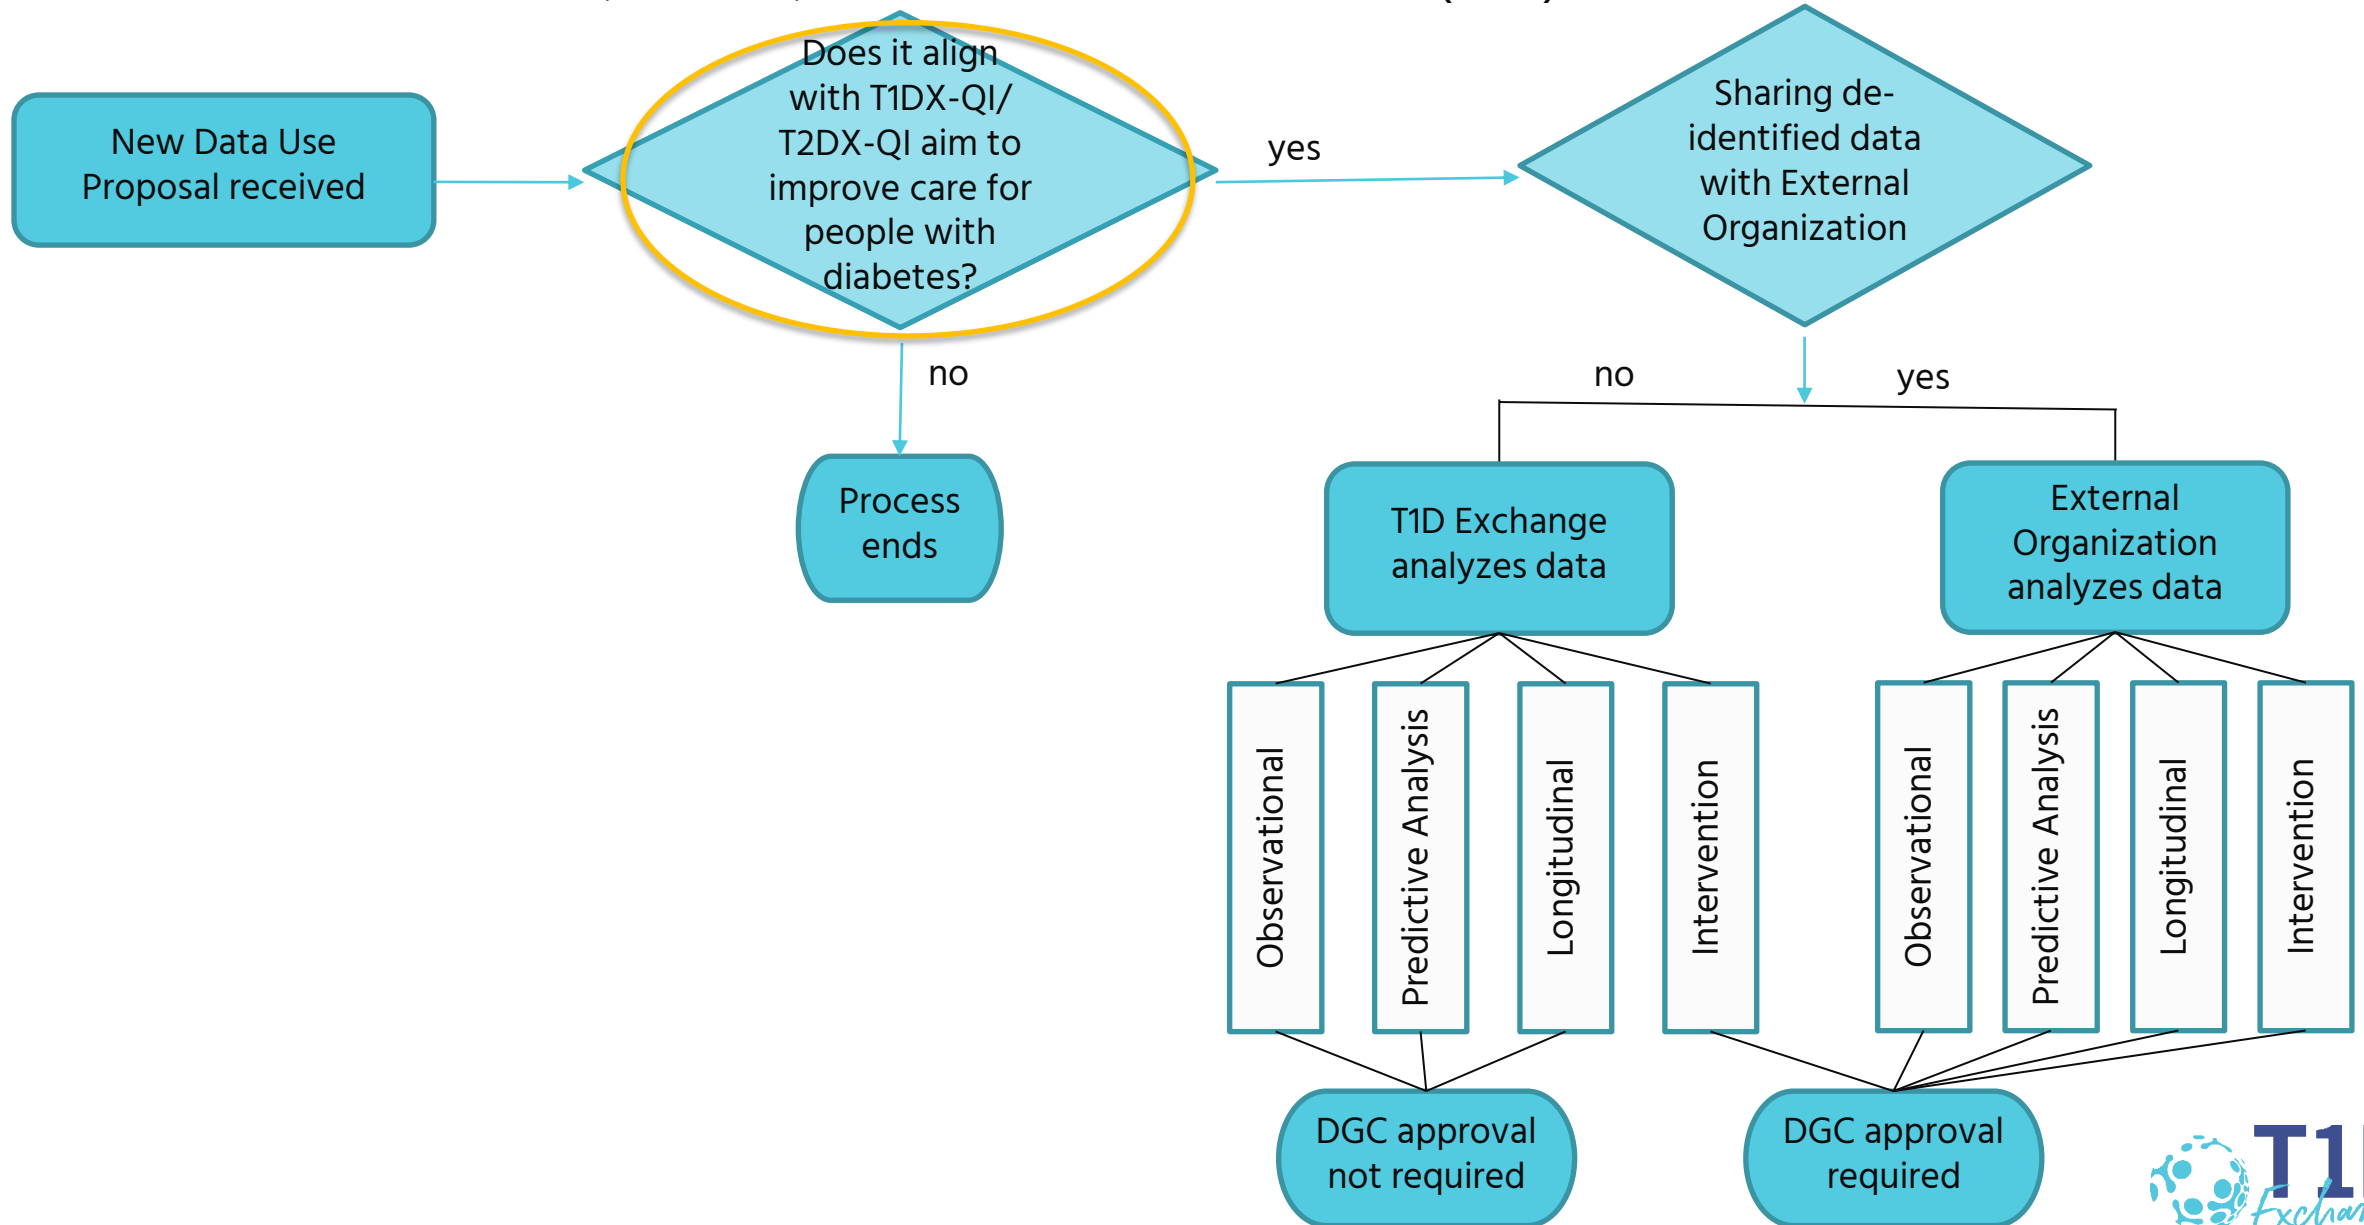 New Data Use
Proposal received
Does it align
with T1DX-QI/
T2DX-QI aim to
improve care for
people with
diabetes?
yes
Sharing de-
identified data
with External
Organization
no
Process
ends
no
yes
T1D Exchange
analyzes data
External
Organization
analyzes data
Observational
Predictive Analysis
Longitudinal
Intervention
Observational
Predictive Analysis
Longitudinal
Intervention
DGC approval
not required
DGC approval
required